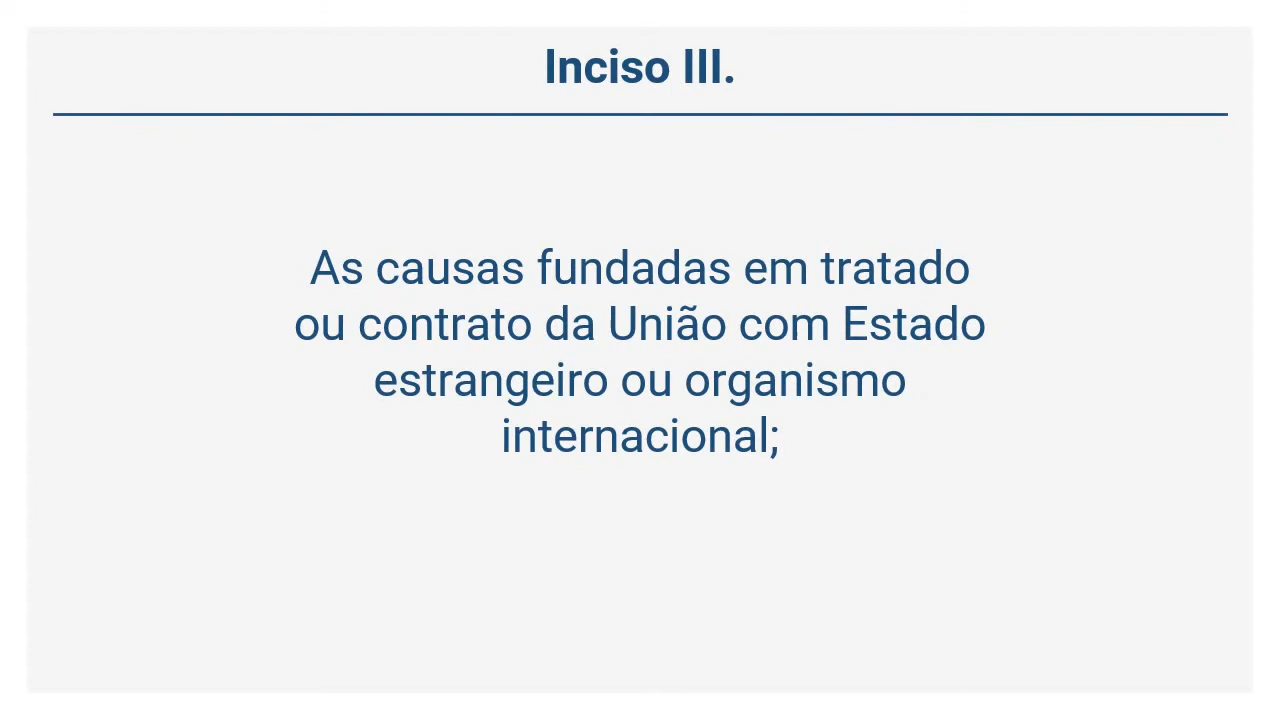 Inciso III.
As causas fundadas em tratado
ou contrato da União com Estado
estrangeiro ou organismo
internacional;